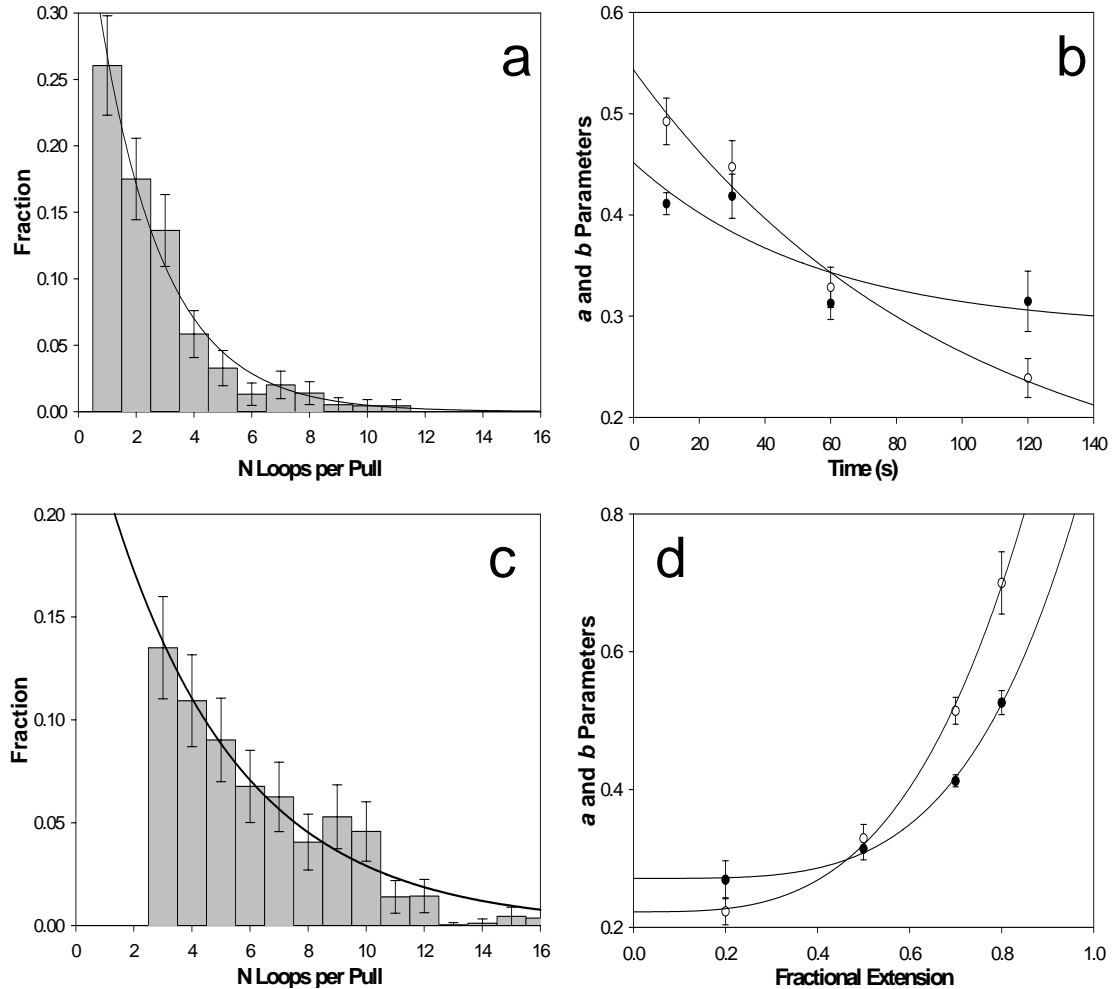 a
0.30
0.25
0.20
0.15
0.10
0.05
0.00
Fraction
0 2 4 6 8 10 12 14 16
N Loops per Pull
b
0.6
0.5
0.4
0.3
0.2
a and b Parameters
0 20 40 60 80 100 120 140
Time (s)
c
0.20
0.15
0.10
0.05
0.00
Fraction
0 2 4 6 8 10 12 14 16
N Loops per Pull
d
0.8
0.6
0.4
0.2
a and b Parameters
0.0 0.2 0.4 0.6 0.8 1.0
Fractional Extension